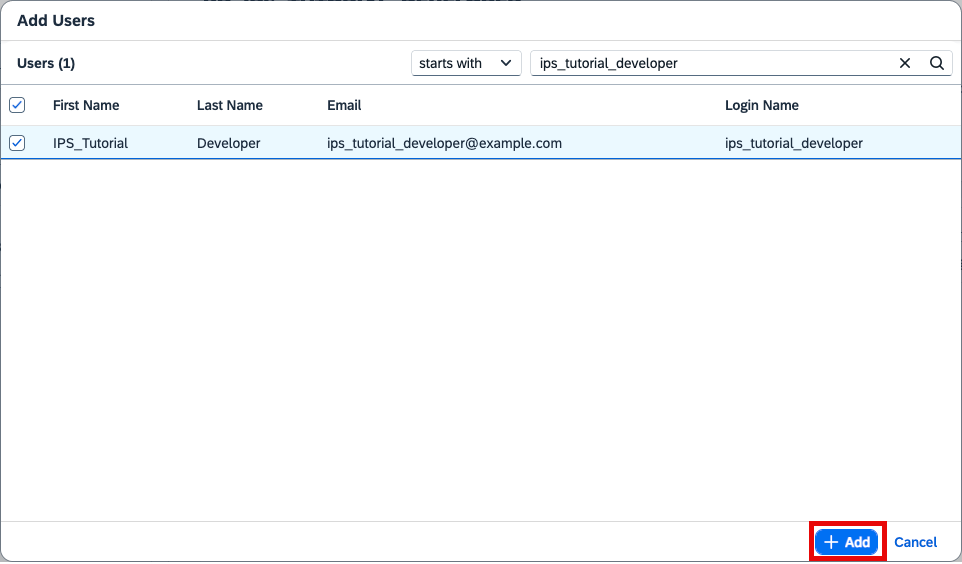 Add Users
Users (1)
starts with
ips_tutorial_developer
First Name Last Name Email Login Name
IPS_Tutorial Developer ips_tutorial_developer@example.com ips_tutorial_developer
Add Cancel